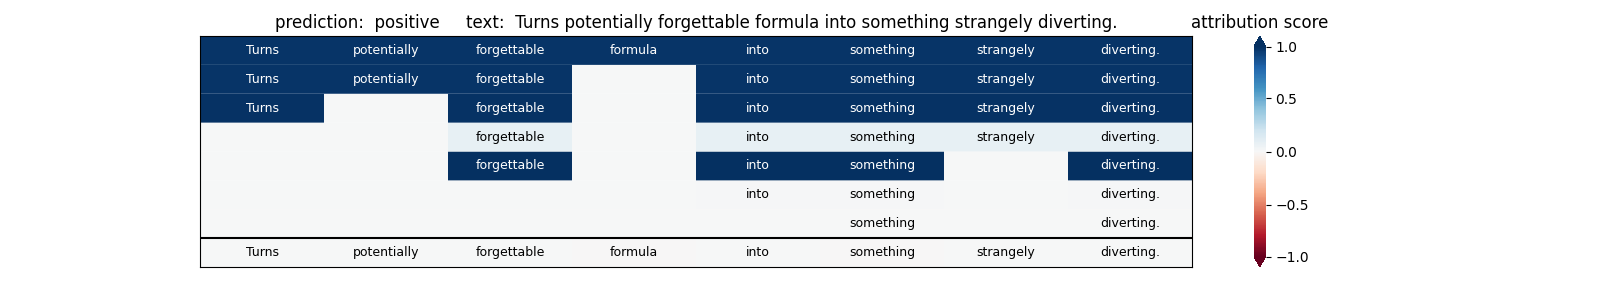 prediction:  positive     text:  Turns potentially forgettable formula into something strangely diverting.
attribution score
Turns potentially forgettable formula into something strangely diverting.
Turns potentially forgettable into something strangely diverting.
Turns forgettable into something strangely diverting.
forgettable into something strangely diverting.
forgettable into something diverting.
into something diverting.
something diverting.
Turns potentially forgettable formula into something strangely diverting.
1.0
0.5
0.0
−0.5
−1.0